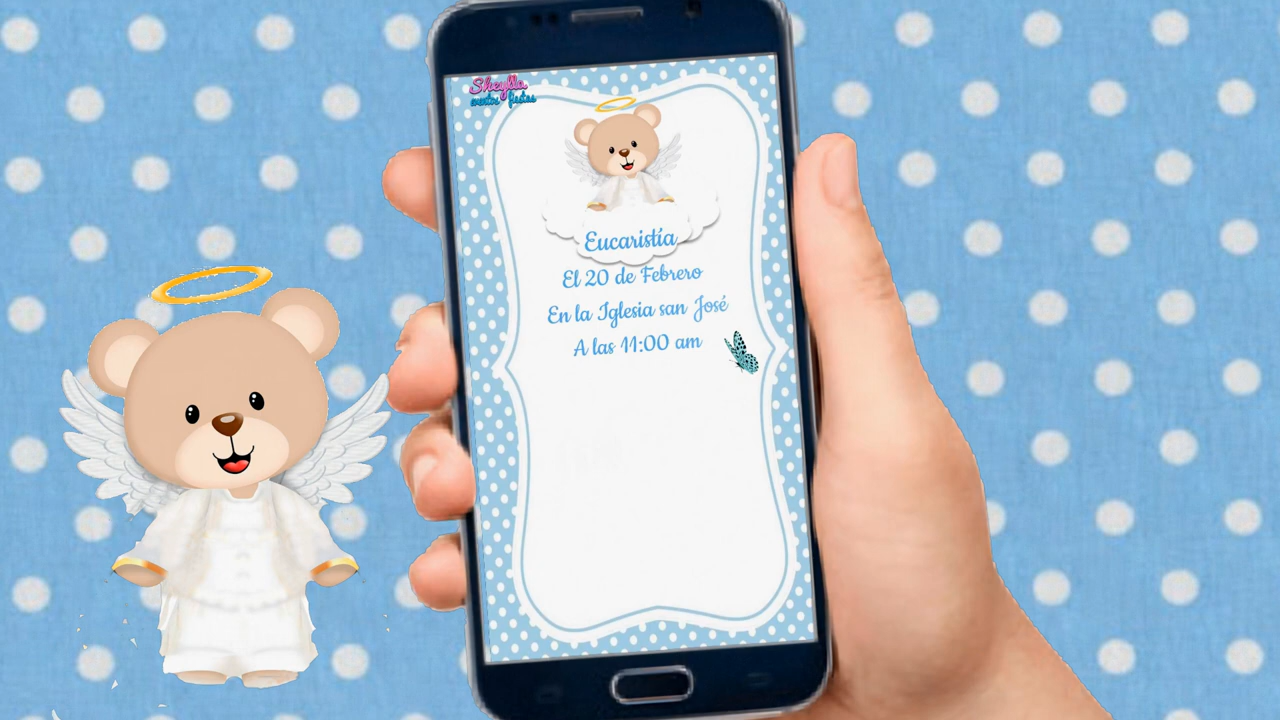 Sheylla
eventos y fiestas
Eucaristía
El 20 de Febrero
En la Iglesia san José
A las 11:00 am